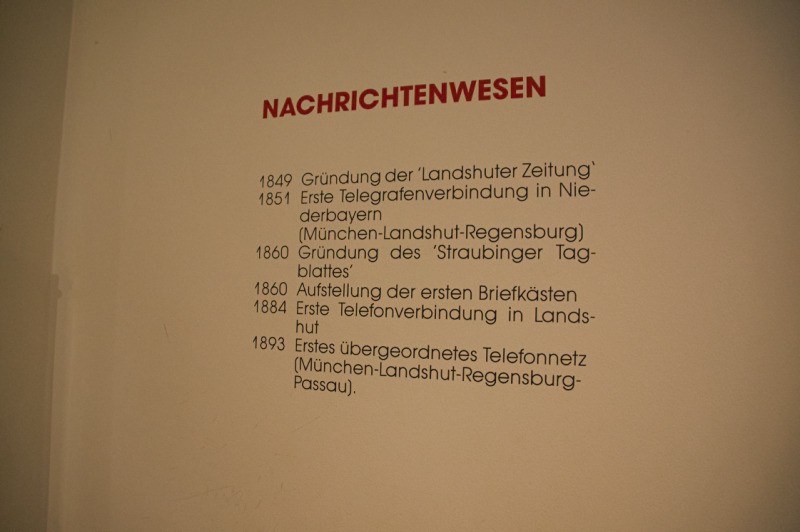 NACHRICHTENWESEN
1849 Gründung der 'Landshuter Zeitung'
1851 Erste Telegrafenverbindung in Nie-
derbayern
(München-Landshut-Regensburg)
1860 Gründung des 'Straubinger Tag-
blattes'
1860 Aufstellung der ersten Briefkästen
1884 Erste Telefonverbindung in Lands-
hut
1893 Erstes übergeordnetes Telefonnetz
(München-Landshut-Regensburg-
Passau).